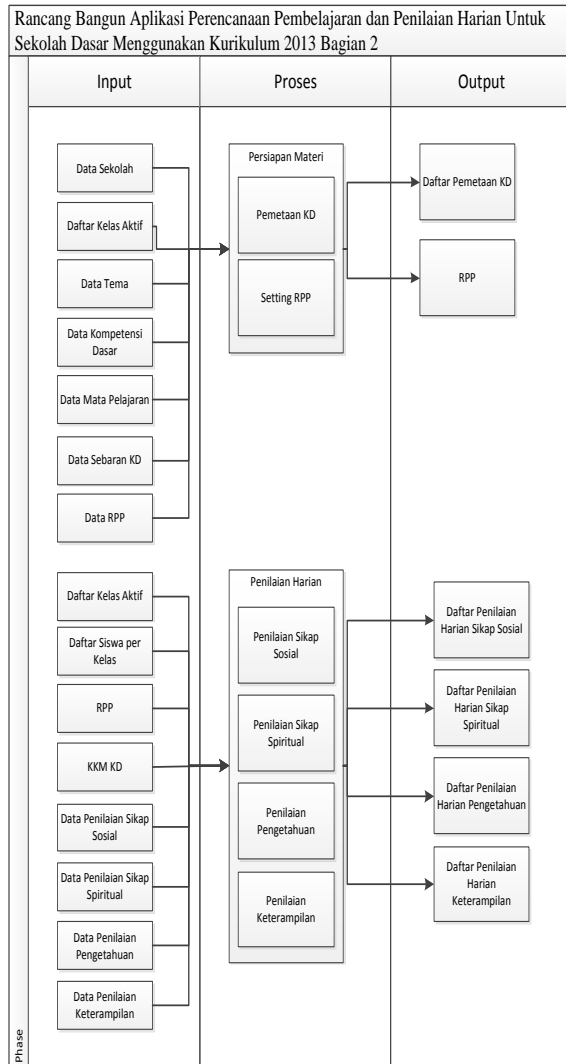 Rancang Bangun Aplikasi Perencanaan Pembelajaran dan Penilaian Harian Untuk
Sekolah Dasar Menggunakan Kurikulum 2013 Bagian 2
Input
Proses
Output
Data Sekolah
Daftar Kelas Aktif
Data Tema
Data Kompetensi
Dasar
Data Mata Pelajaran
Data Sebaran KD
Data RPP
Persiapan Materi
Pemetaan KD
Setting RPP
Daftar Pemetaan KD
RPP
Daftar Kelas Aktif
Daftar Siswa per
Kelas
RPP
KKM KD
Data Penilaian Sikap
Sosial
Data Penilaian Sikap
Spiritual
Data Penilaian
Pengetahuan
Data Penilaian
Keterampilan
Penilaian Harian
Penilaian Sikap
Sosial
Penilaian Sikap
Spiritual
Penilaian
Pengetahuan
Penilaian
Keterampilan
Daftar Penilaian
Harian Sikap Sosial
Daftar Penilaian
Harian Sikap
Spiritual
Daftar Penilaian
Harian Pengetahuan
Daftar Penilaian
Harian
Keterampilan
Phase